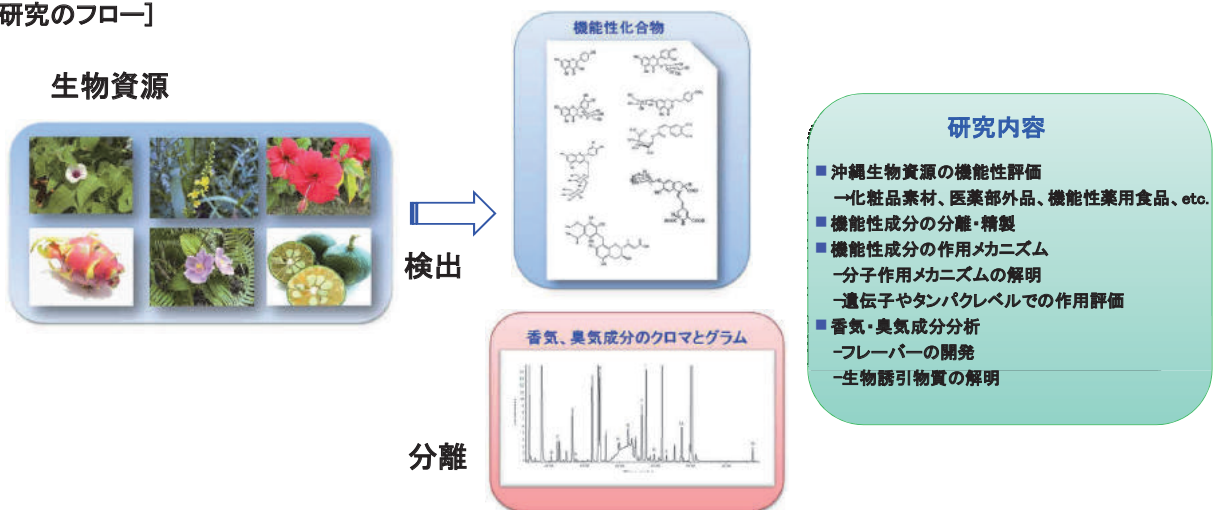 研究のフロー]
生物資源
検出
分離
機能性化合物
香気、臭気成分のクロマとグラム
研究内容
■沖縄生物資源の機能性評価
→化粧品素材、医薬部外品、機能性薬用食品、etc.
■機能性成分の分離・精製
■機能性成分の作用メカニズム
-分子作用メカニズムの解明
-遺伝子やタンパクレベルでの作用評価
■香気・臭気成分分析
-フレーバーの開発
-生物誘引物質の解明